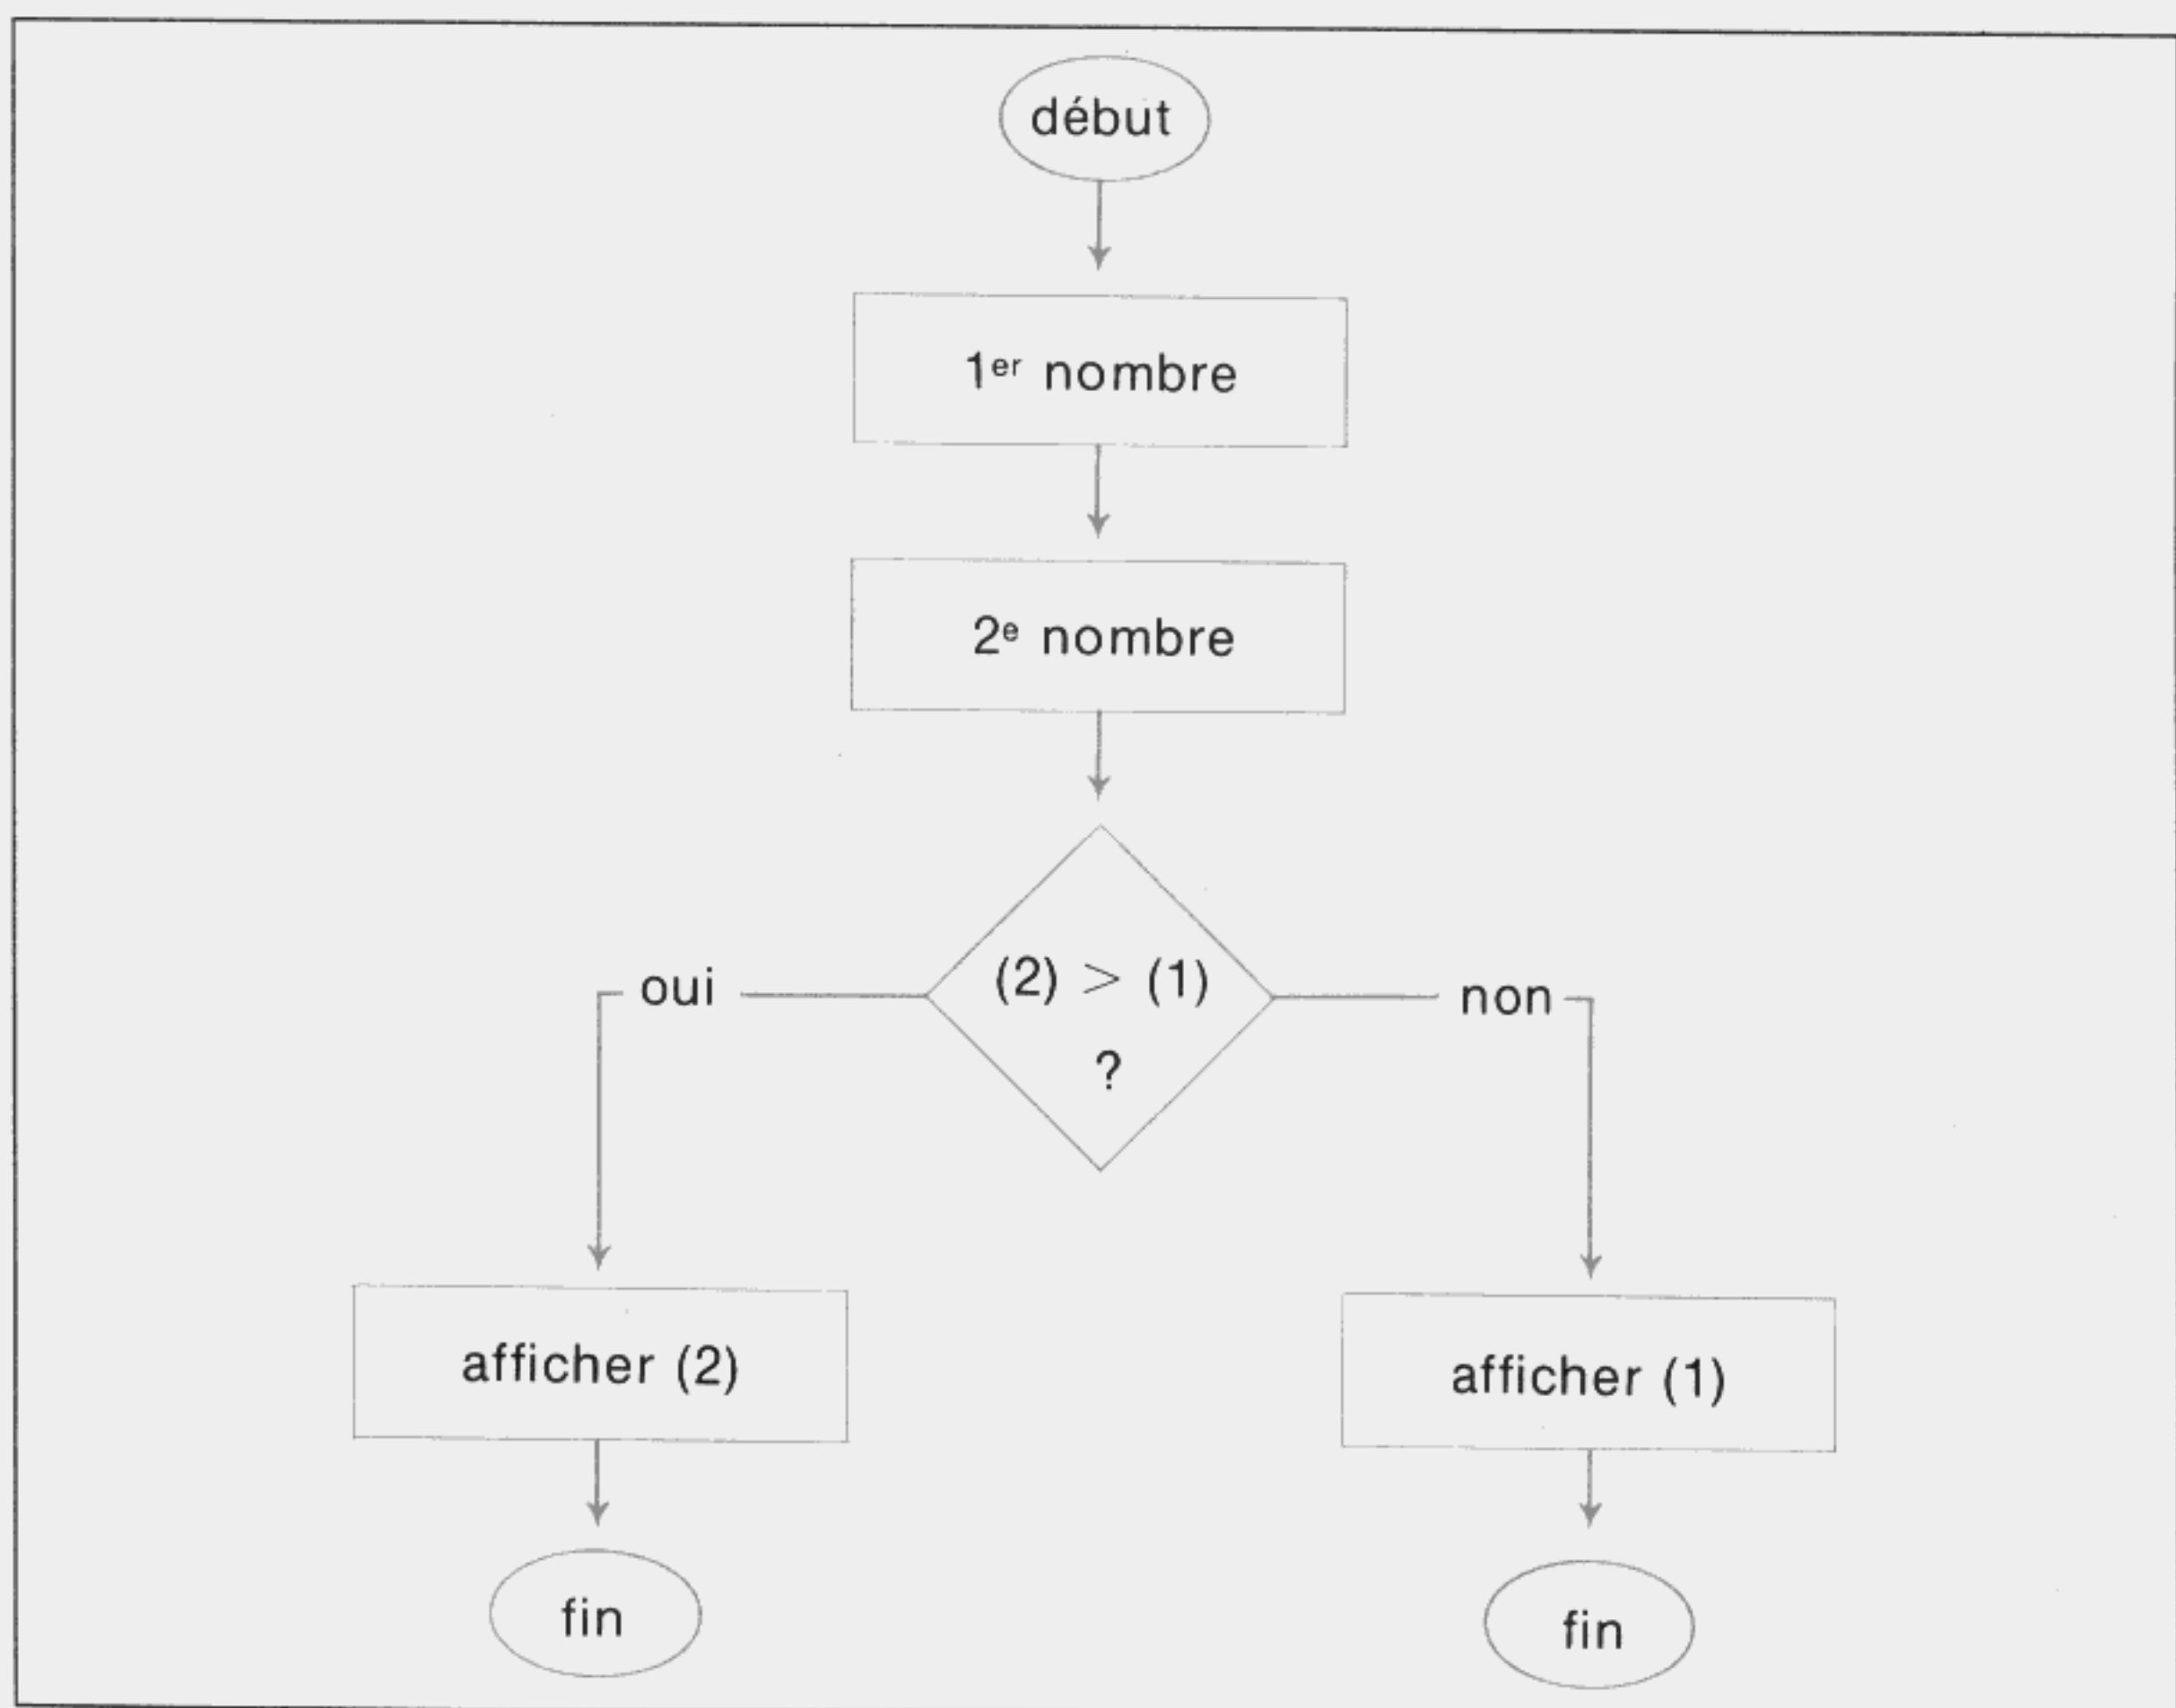 début
1er nombre
2e nombre
(2) > (1)
?
oui
non
afficher (2)
afficher (1)
fin
fin